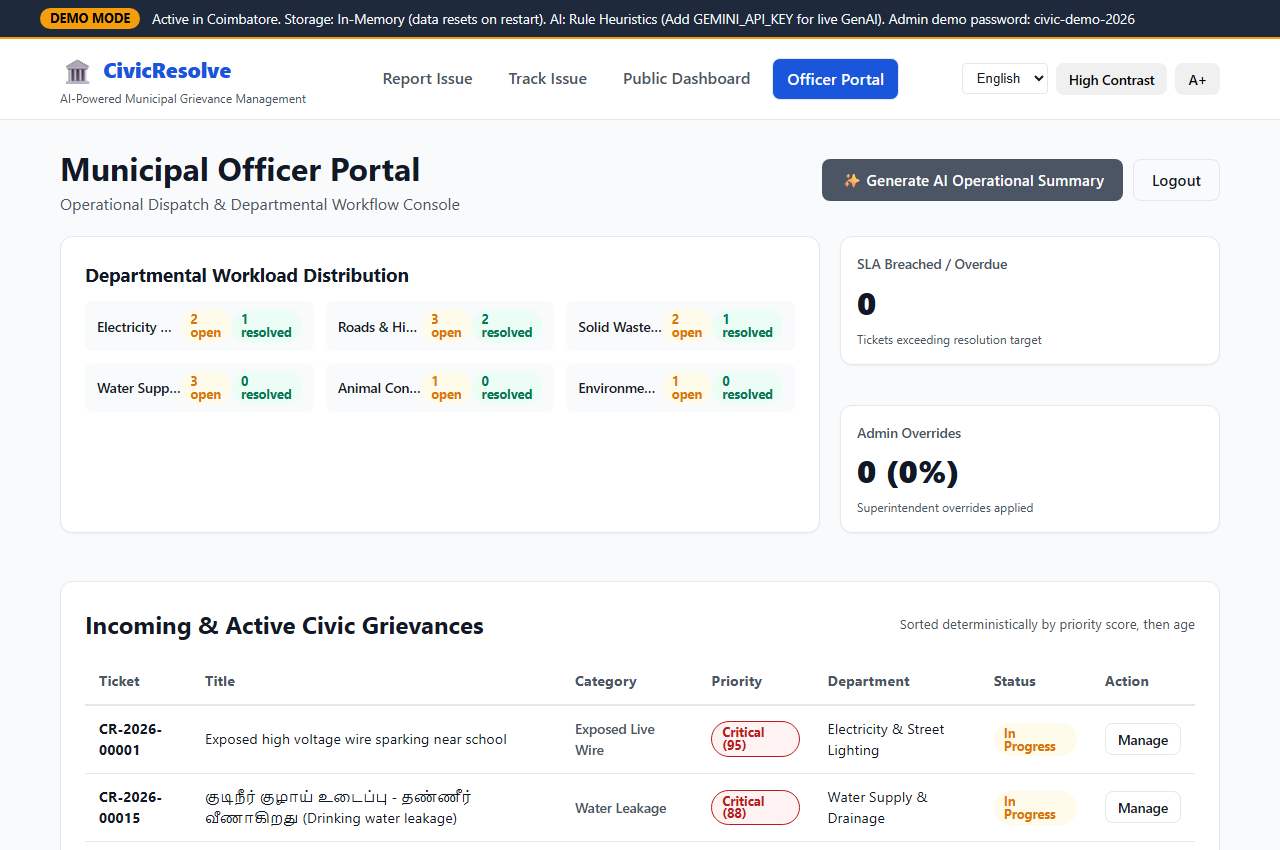 DEMO MODE Active in Coimbatore. Storage: In-Memory (data resets on restart). AI: Rule Heuristics (Add GEMINI_API_KEY for live GenAI). Admin demo password: civic-demo-2026
CivicResolve
AI-Powered Municipal Grievance Management
Report Issue Track Issue Public Dashboard Officer Portal English High Contrast A+
Municipal Officer Portal
Operational Dispatch & Departmental Workflow Console
✨ Generate AI Operational Summary Logout
Departmental Workload Distribution
Electricity ... 2 open 1 resolved
Roads & Hi... 3 open 2 resolved
Solid Waste... 2 open 1 resolved
Water Supp... 3 open 0 resolved
Animal Con... 1 open 0 resolved
Environme... 1 open 0 resolved
SLA Breached / Overdue
0
Tickets exceeding resolution target
Admin Overrides
0 (0%)
Superintendent overrides applied
Incoming & Active Civic Grievances
Sorted deterministically by priority score, then age
Ticket Title Category Priority Department Status Action
CR-2026-
00001
Exposed high voltage wire sparking near school
Exposed Live
Wire
Critical
(95)
Electricity & Street
Lighting
In
Progress
Manage
CR-2026-
00015
குடிநீர் குழாய் உடைப்பு - தண்ணீர்
வீணாகிறது (Drinking water leakage)
Water Leakage
Critical
(88)
Water Supply &
Drainage
In
Progress
Manage